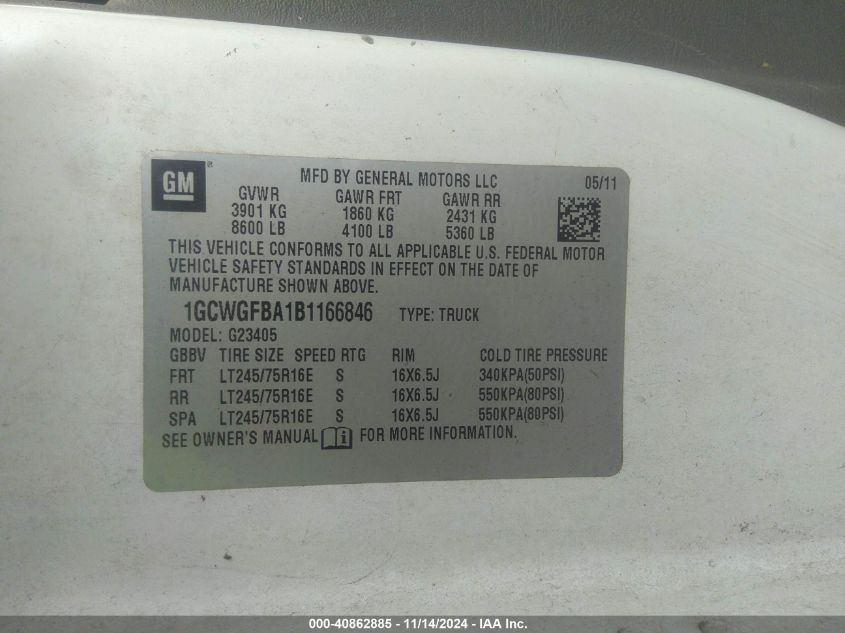 GM ® MFD BY GENERAL MOTORS LLC 05/11
GVWR GAWR FRT GAWR RR
3901 KG 1860 KG 2431 KG
8600 LB 4100 LB 5360 LB
THIS VEHICLE CONFORMS TO ALL APPLICABLE U.S. FEDERAL MOTOR
VEHICLE SAFETY STANDARDS IN EFFECT ON THE DATE OF
MANUFACTURE SHOWN ABOVE.
1GCWGFBA1B1166846 TYPE: TRUCK
MODEL: G23405
GBBV TIRE SIZE SPEED RTG RIM COLD TIRE PRESSURE
FRT LT245/75R16E S 16X6.5J 340KPA(50PSI)
RR LT245/75R16E S 16X6.5J 550KPA(80PSI)
SPA LT245/75R16E S 16X6.5J 550KPA(80PSI)
SEE OWNER'S MANUAL FOR MORE INFORMATION.
000-40862885 - 11/14/2024 - IAA Inc.